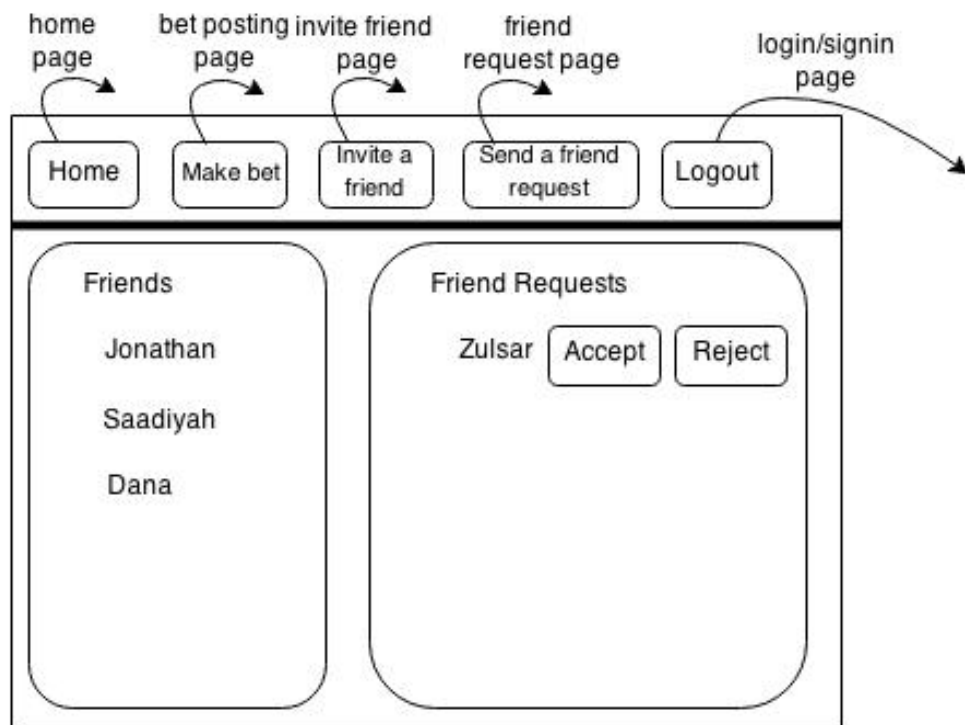 home
page
bet posting
page
invite friend
page
friend
request page
login/signin
page
Home
Make bet
Invite a
friend
Send a friend
request
Logout
Friends
Jonathan
Saadiyah
Dana
Friend Requests
Zulsar Accept Reject